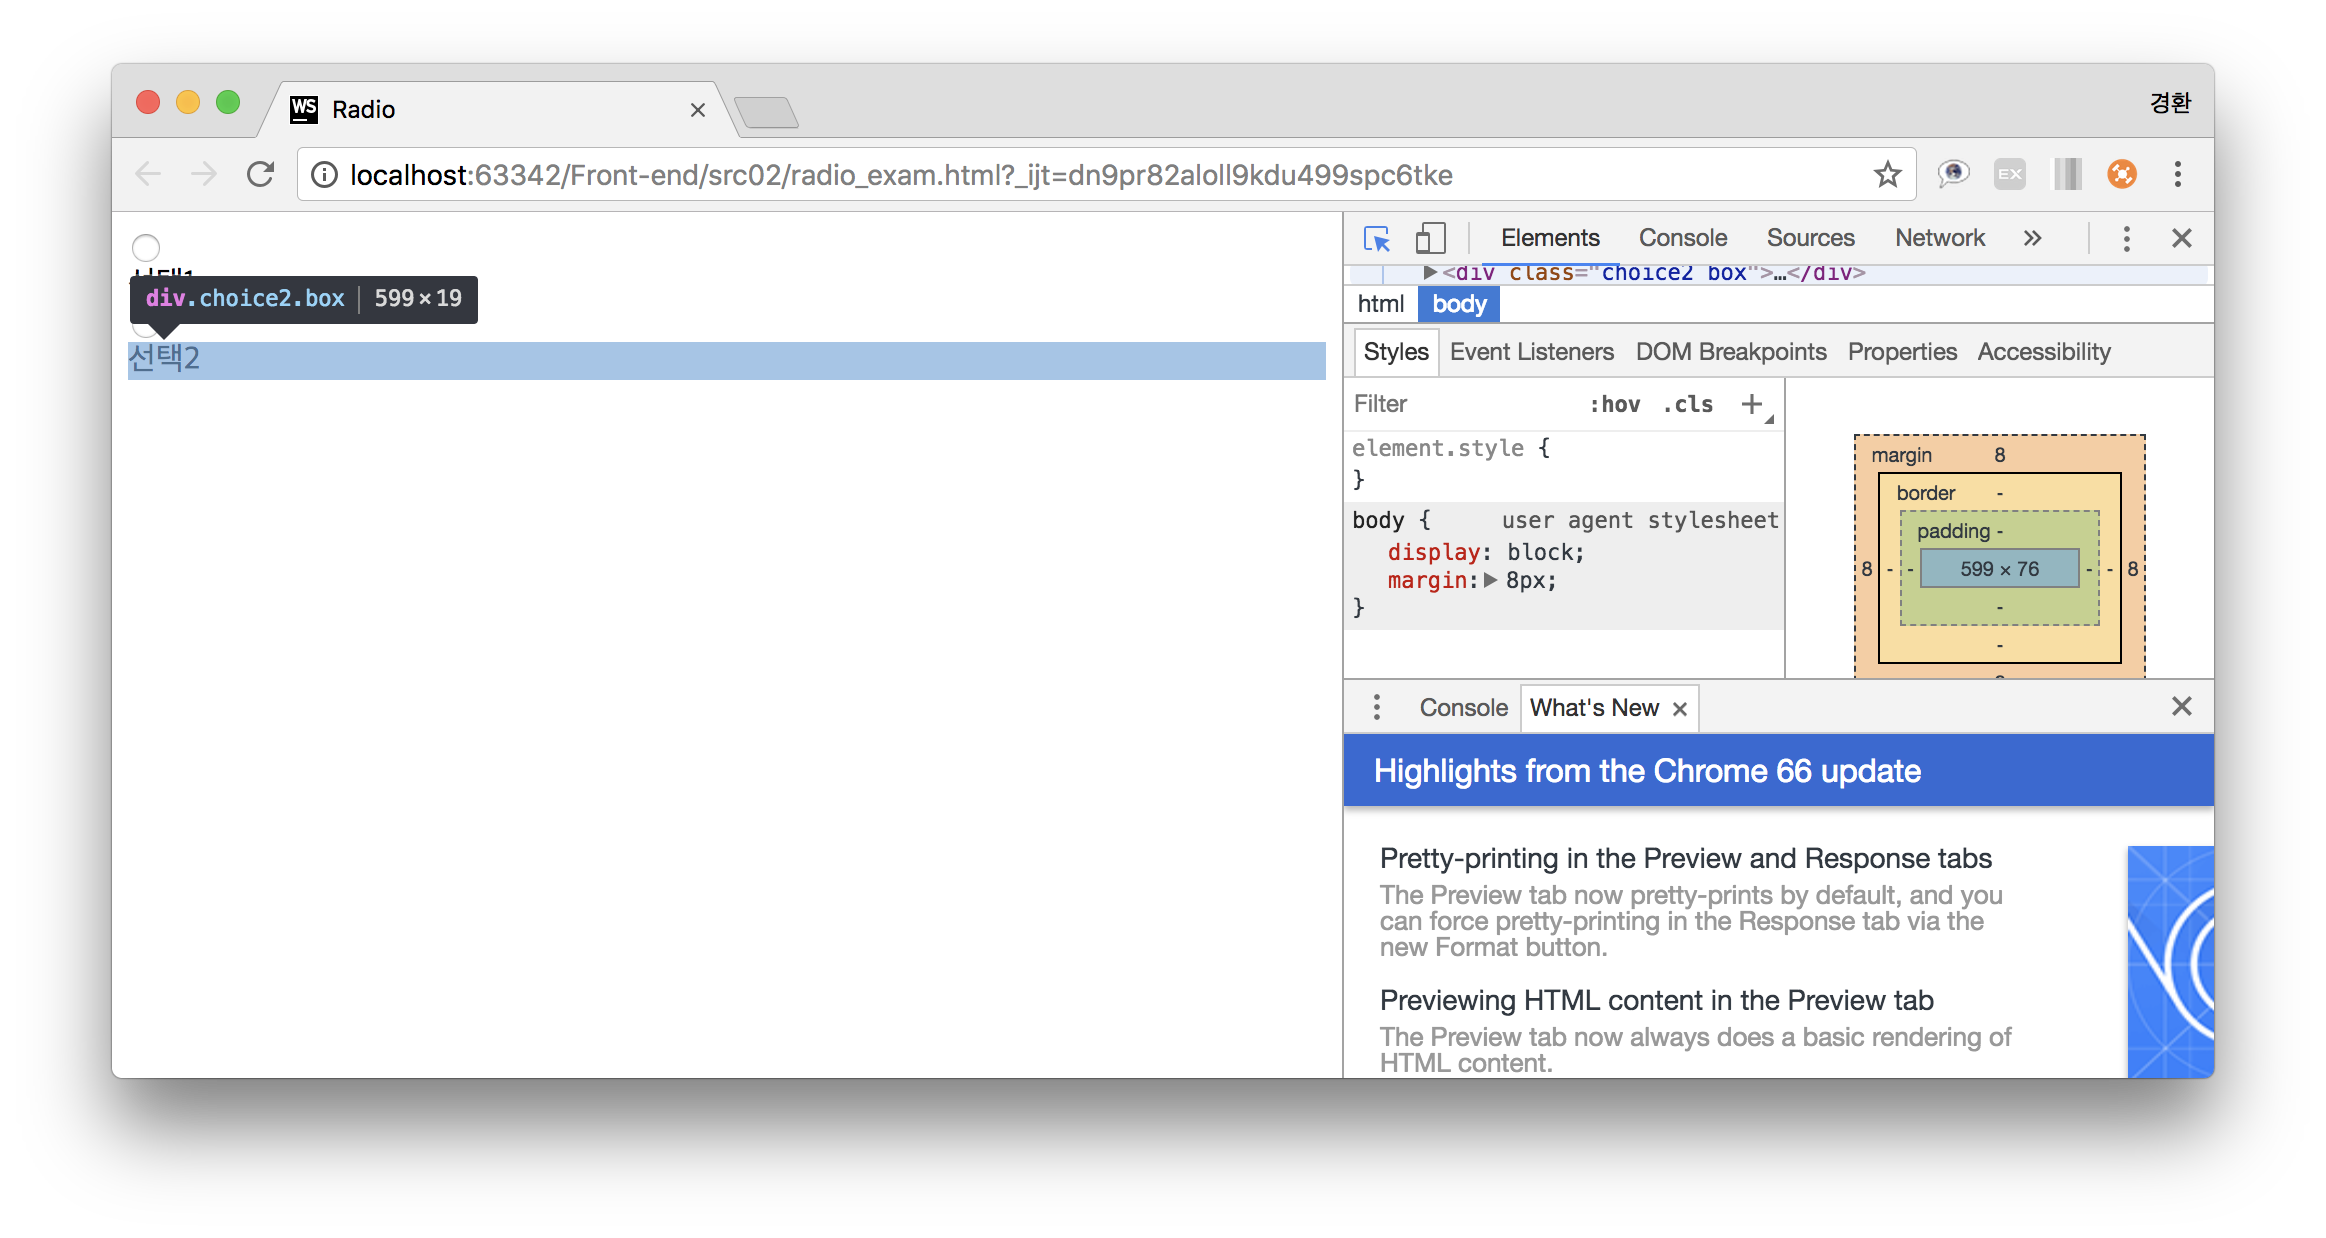 WS Radio
경환
localhost:63342/Front-end/src02/radio_exam.html?_ijt=dn9pr82aloll9kdu499spc6tke
EX
선택1
div.choice2.box 599×19
선택2
Elements Console Sources Network
<div class="choice2 box">…</div>
html body
Styles Event Listeners DOM Breakpoints Properties Accessibility
Filter :hov .cls
element.style {
}
body { user agent stylesheet
display: block;
margin: 8px;
}
margin 8
border -
padding -
8 - - 599 × 76 - - 8
-
-
Console What's New
Highlights from the Chrome 66 update
Pretty-printing in the Preview and Response tabs
The Preview tab now pretty-prints by default, and you
can force pretty-printing in the Response tab via the
new Format button.
Previewing HTML content in the Preview tab
The Preview tab now always does a basic rendering of
HTML content.